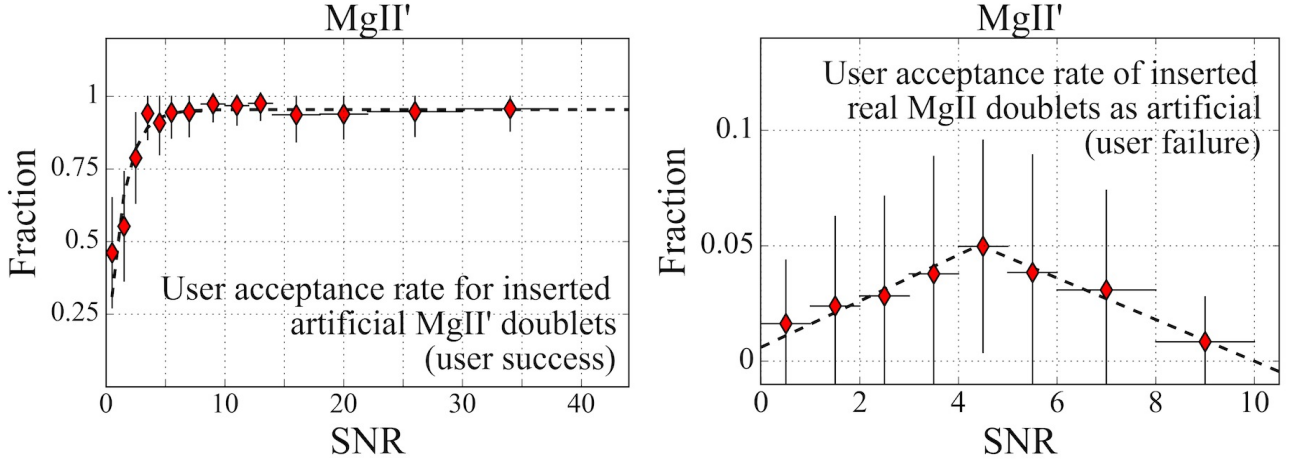 MgII'
1
0.75
0.5
0.25
Fraction
User acceptance rate for inserted
artificial MgII' doublets
(user success)
0 10 20 30 40
SNR
MgII'
User acceptance rate of inserted
real MgII doublets as artificial
(user failure)
0.1
0.05
0
Fraction
0 2 4 6 8 10
SNR